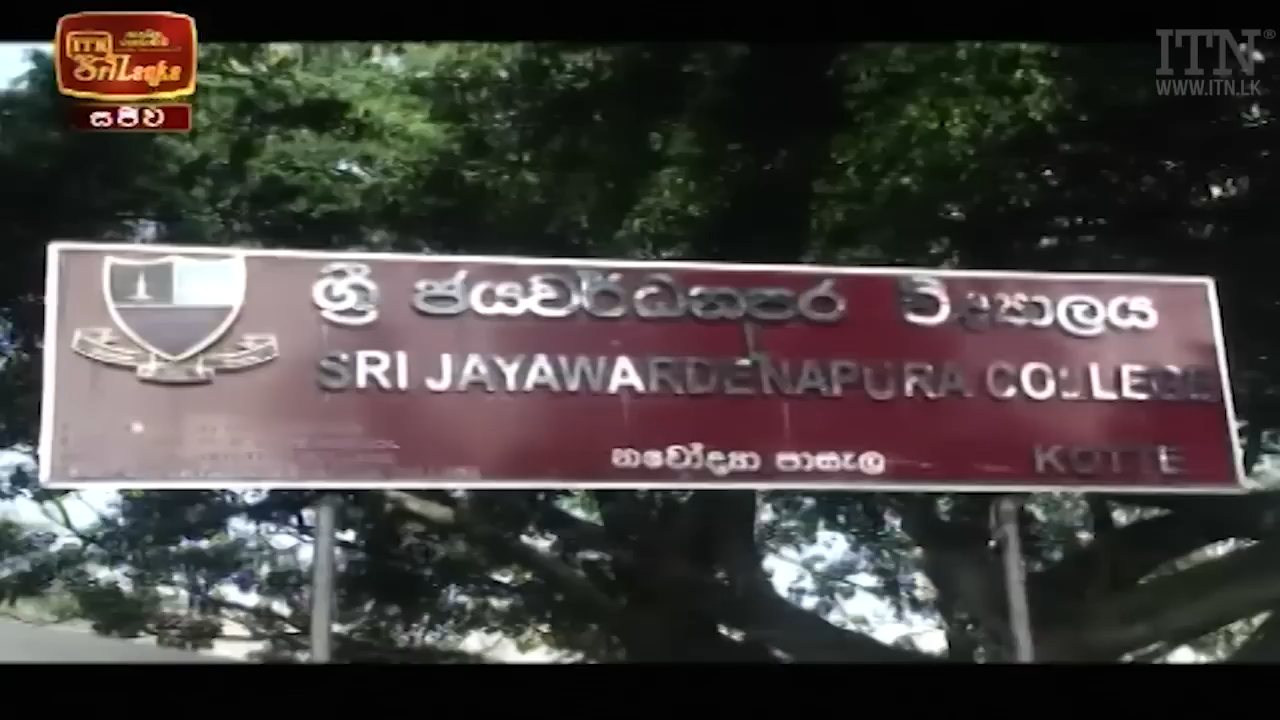 ITN
Sri Lanka
සජීව
ITN®
WWW.ITN.LK
ශ්‍රී ජයවර්ධනපුර විද්‍යාලය
SRI JAYAWARDENAPURA COLLEGE
නවෝද්‍යා පාසැල
KOTTE